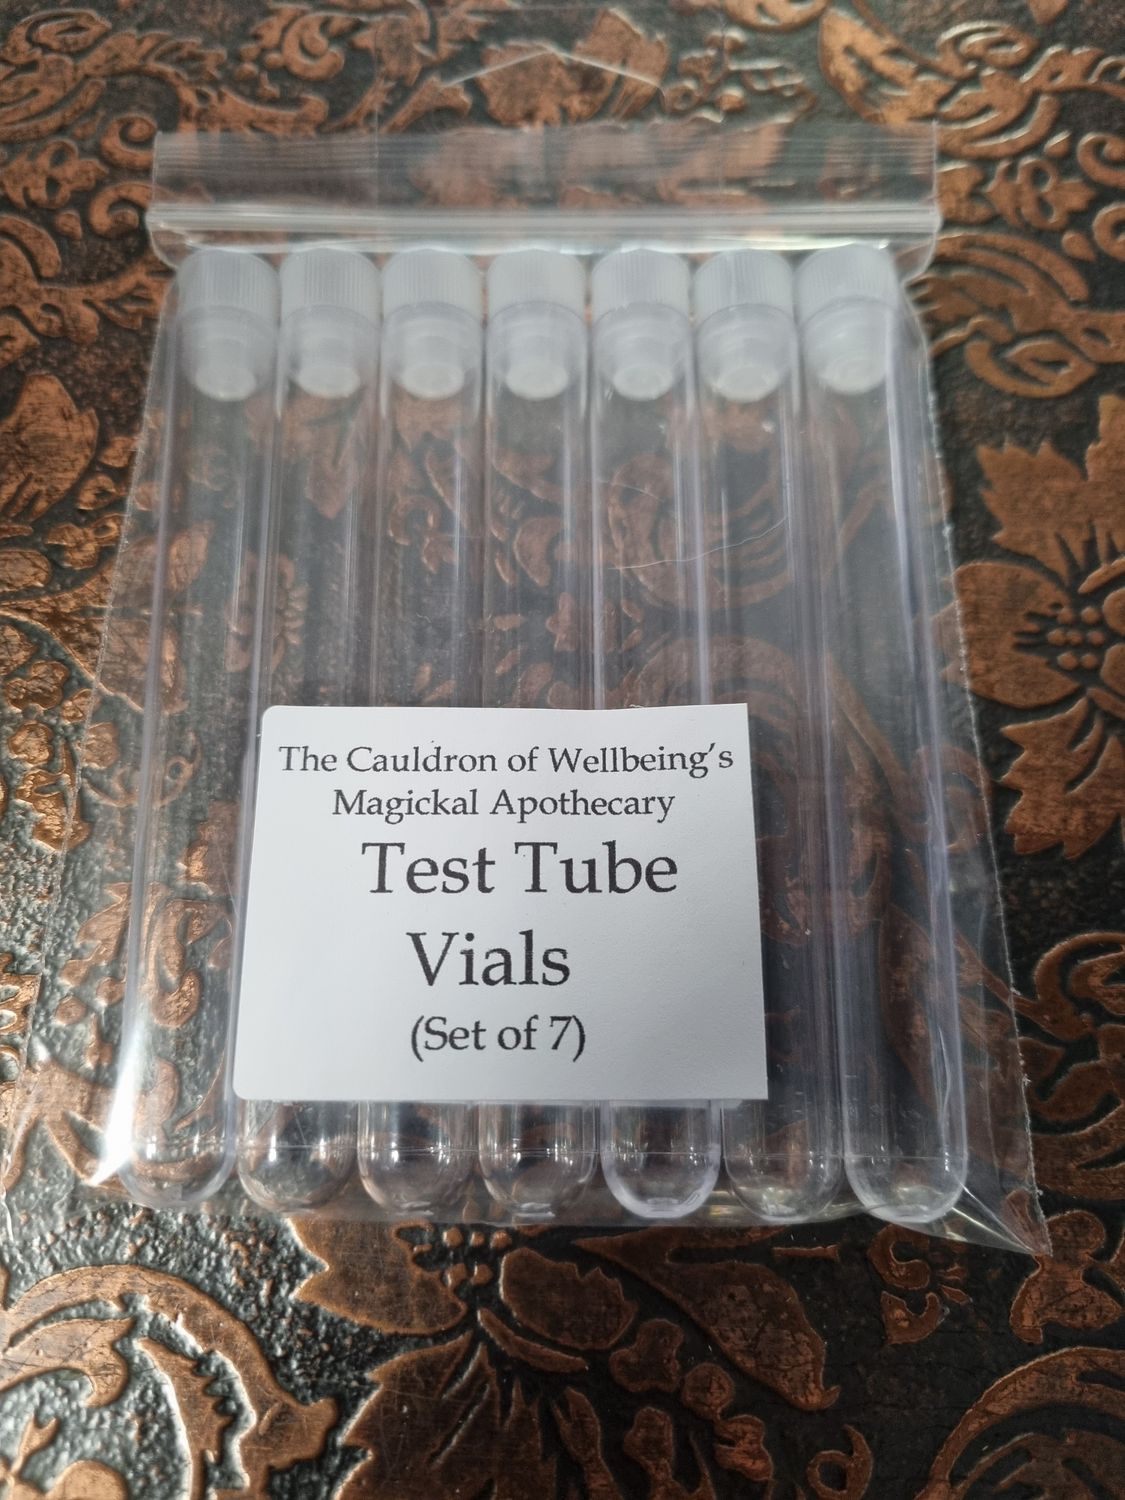 The Cauldron of Wellbeing's
Magickal Apothecary
Test Tube
Vials
(Set of 7)